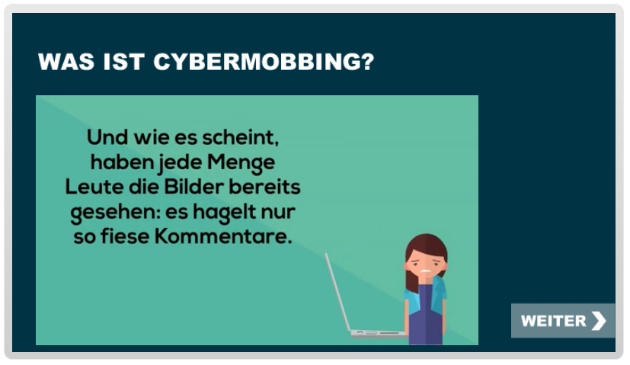 WAS IST CYBERMOBBING?
Und wie es scheint,
haben jede Menge
Leute die Bilder bereits
gesehen: es hagelt nur
so fiese Kommentare.
WEITER